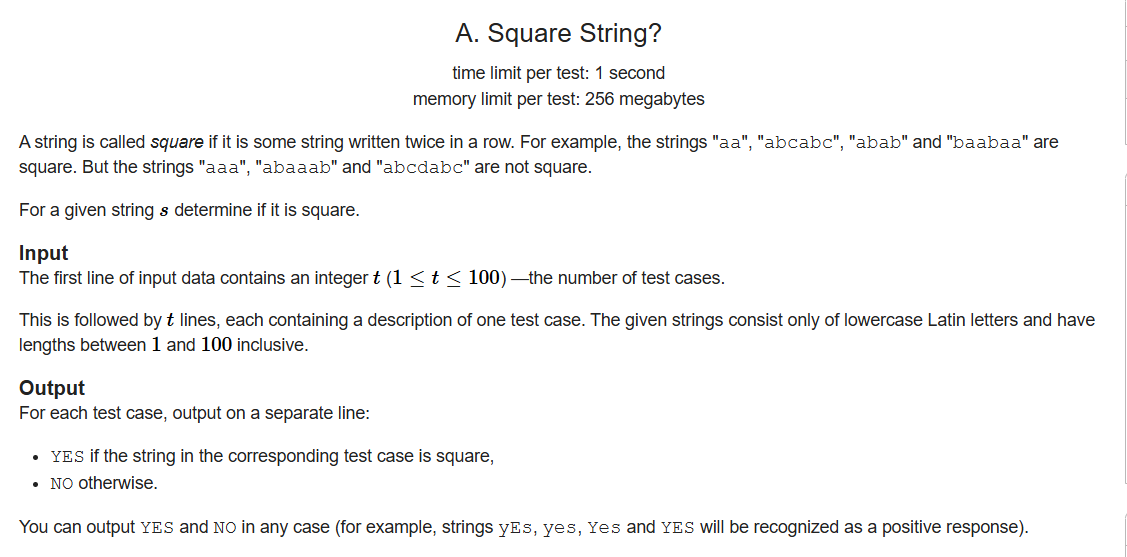 A. Square String?
time limit per test: 1 second
memory limit per test: 256 megabytes
A string is called square if it is some string written twice in a row. For example, the strings "aa", "abcabc", "abab" and "baabaa" are
square. But the strings "aaa", "abaaab" and "abcdabc" are not square.
For a given string s determine if it is square.
Input
The first line of input data contains an integer t (1 ≤ t ≤ 100) —the number of test cases.
This is followed by t lines, each containing a description of one test case. The given strings consist only of lowercase Latin letters and have
lengths between 1 and 100 inclusive.
Output
For each test case, output on a separate line:
• YES if the string in the corresponding test case is square,
• NO otherwise.
You can output YES and NO in any case (for example, strings yEs, yes, Yes and YES will be recognized as a positive response).